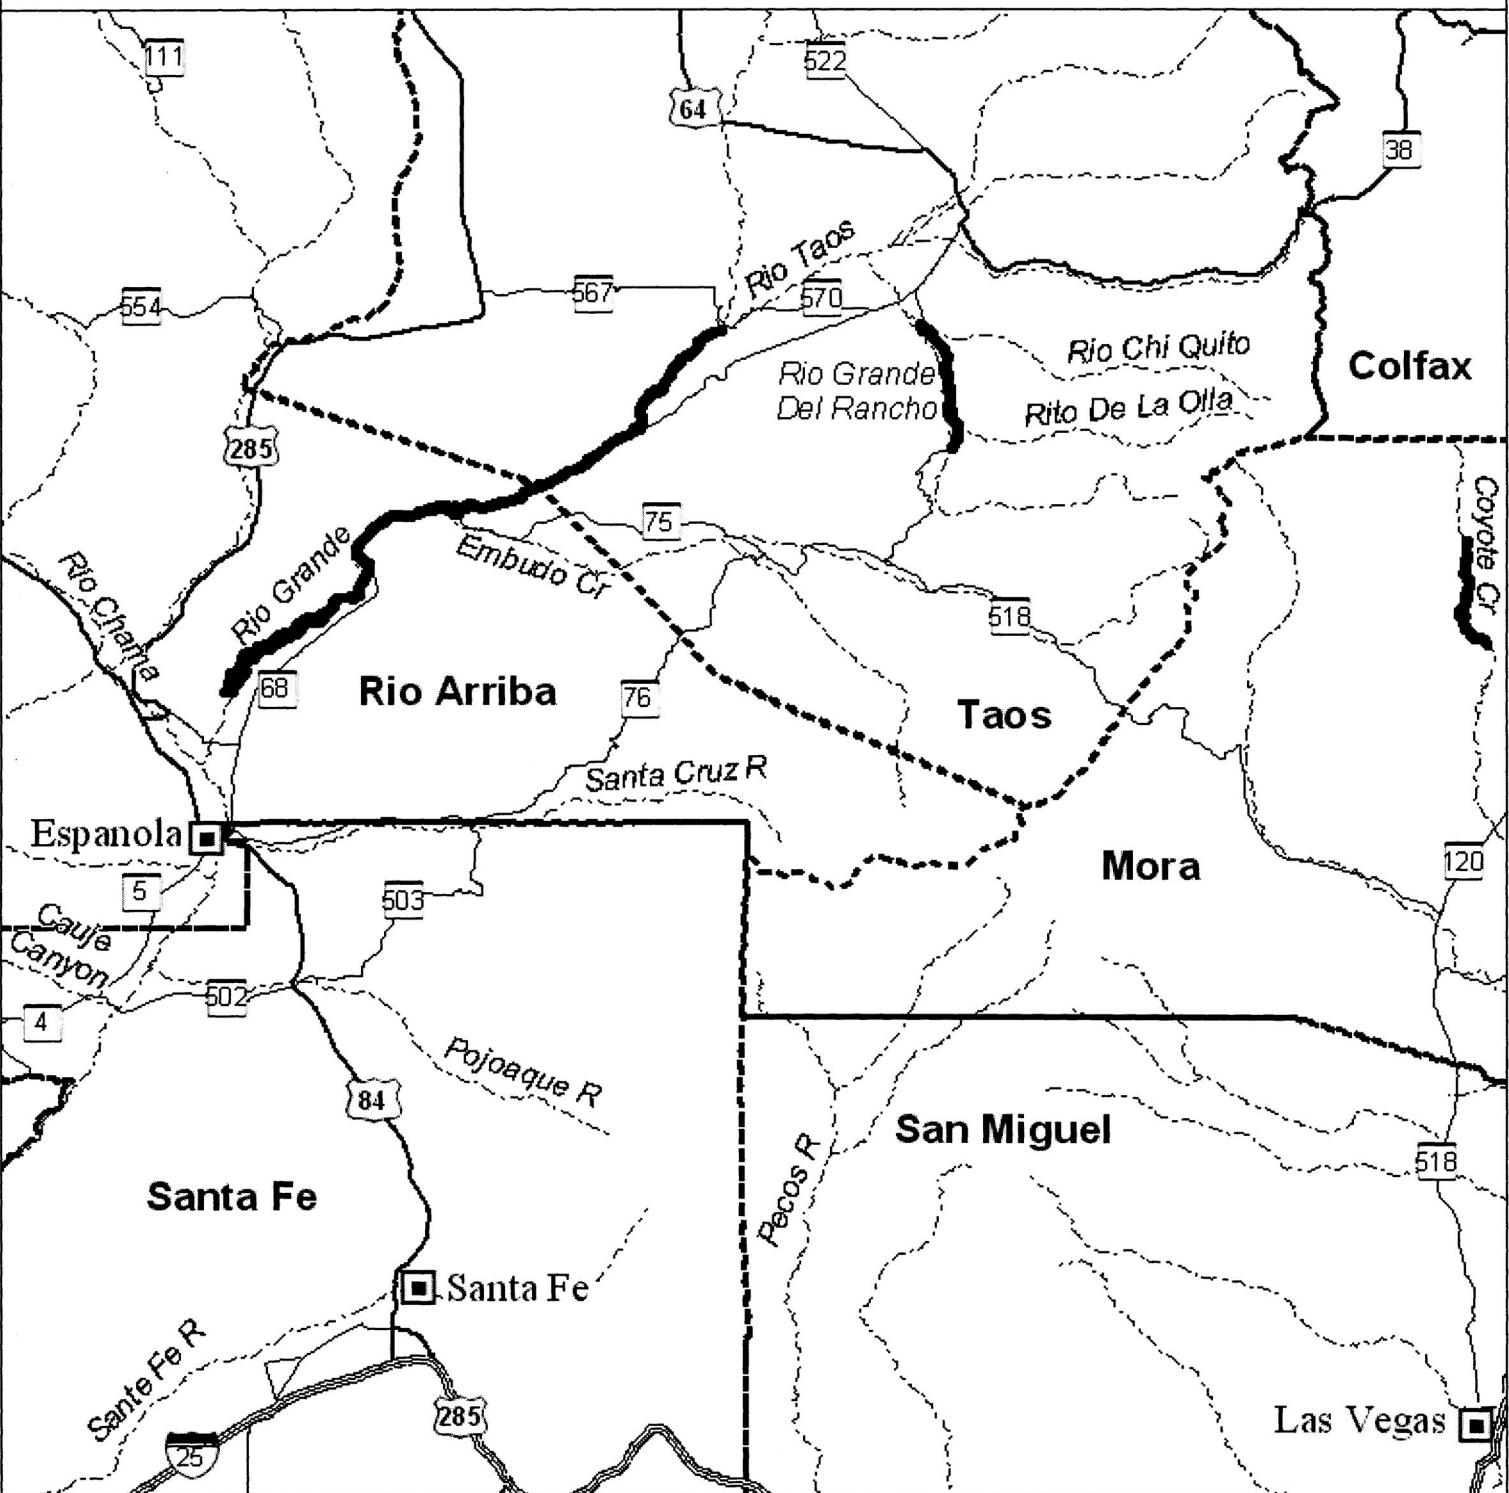 111
522
64
38
Rio Taos
554
567
570
Rio Chi Quito
Colfax
Rio Grande
Del Rancho
Rito De La Olla
285
Coyote Cr
75
Embudo Cr
Rio Grande
Rio Chama
518
68
Rio Arriba
76
Taos
Santa Cruz R
Espanola
Mora
120
5
503
Cauje
Canyon
502
4
Pojoaque R
84
San Miguel
Pecos R
518
Santa Fe
Santa Fe
Sante Fe R
285
Las Vegas
25